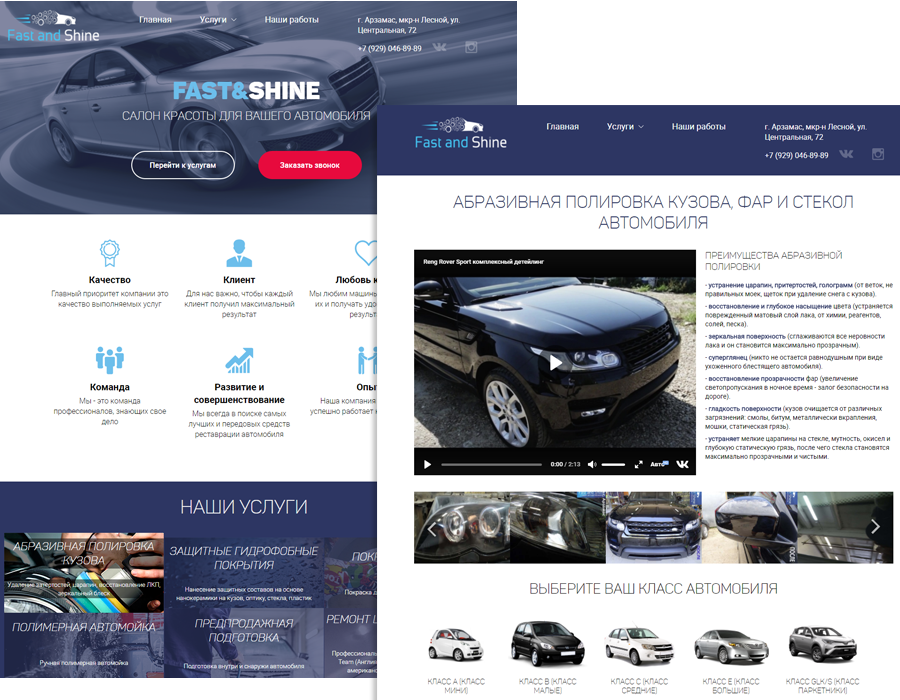 Fast and Shine
Главная
Услуги
Наши работы
г. Арзамас, мкр-н Лесной, ул.
Центральная, 72
+7 (929) 046-89-89
FAST&SHINE
САЛОН КРАСОТЫ ДЛЯ ВАШЕГО АВТОМОБИЛЯ
Перейти к услугам
Заказать звонок
Качество
Главный приоритет компании это
качество выполняемых услуг
Клиент
Для нас важно, чтобы каждый
клиент получил максимальный
результат
Любовь к
Мы любим машины
их и получать удов
результ
Команда
Мы - это команда
профессионалов, знающих свое
дело
Развитие и
совершенствование
Мы всегда в поиске самых
лучших и передовых средств
реставрации автомобиля
Опы
Наша компания
успешно работает н
НАШИ УСЛУГИ
АБРАЗИВНАЯ ПОЛИРОВКА
КУЗОВА
Удаление затертостей, царапин, восстановление ЛКП,
зеркальный блеск
ЗАЩИТНЫЕ ГИДРОФОБНЫЕ
ПОКРЫТИЯ
Нанесение защитных составов на основе
нанокерамики на кузов, оптику, стекла, пластик
ПОКР
Покраска д
ПОЛИМЕРНАЯ АВТОМОЙКА
Ручная полимерная автомойка
ПРЕДПРОДАЖНАЯ
ПОДГОТОВКА
Подготовка внутри и снаружи автомобиля
РЕМОНТ
Профессиональ
Team (Англия
американс
Fast and Shine
Главная
Услуги
Наши работы
г. Арзамас, мкр-н Лесной, ул.
Центральная, 72
+7 (929) 046-89-89
АБРАЗИВНАЯ ПОЛИРОВКА КУЗОВА, ФАР И СТЕКОЛ
АВТОМОБИЛЯ
Reng Rover Sport комплексный детейлинг
0:00 / 2:13
Авто
ПРЕИМУЩЕСТВА АБРАЗИВНОЙ
ПОЛИРОВКИ
- устранение царапин, притертостей, голограмм (от веток, не
правильных моек, щеток при удаление снега с кузова).
- восстановление и глубокое насыщение цвета (устраняется
поврежденный матовый слой лака, от химии, реагентов,
солей, песка).
- зеркальная поверхность (сглаживаются все неровности
лака и он становится максимально прозрачным).
- суперглянец (никто не остается равнодушным при виде
ухоженного блестящего автомобиля).
- восстановление прозрачности фар (увеличение
светопропускания в ночное время - залог безопасности на
дороге).
- гладкость поверхности (кузов очищается от различных
загрязнений: смолы, битум, металлически вкрапления,
мошки, статическая грязь).
- устраняет мелкие царапины на стекле, мутность, окисел и
глубокую статическую грязь, после чего стекла становятся
максимально прозрачными и чистыми.
ВЫБЕРИТЕ ВАШ КЛАСС АВТОМОБИЛЯ
КЛАСС A (КЛАСС
МИНИ)
КЛАСС B (КЛАСС
МАЛЫЕ)
КЛАСС C (КЛАСС
СРЕДНИЕ)
КЛАСС E (КЛАСС
БОЛЬШИЕ)
КЛАСС GLK/S (КЛАСС
ПАРКЕТНИКИ)